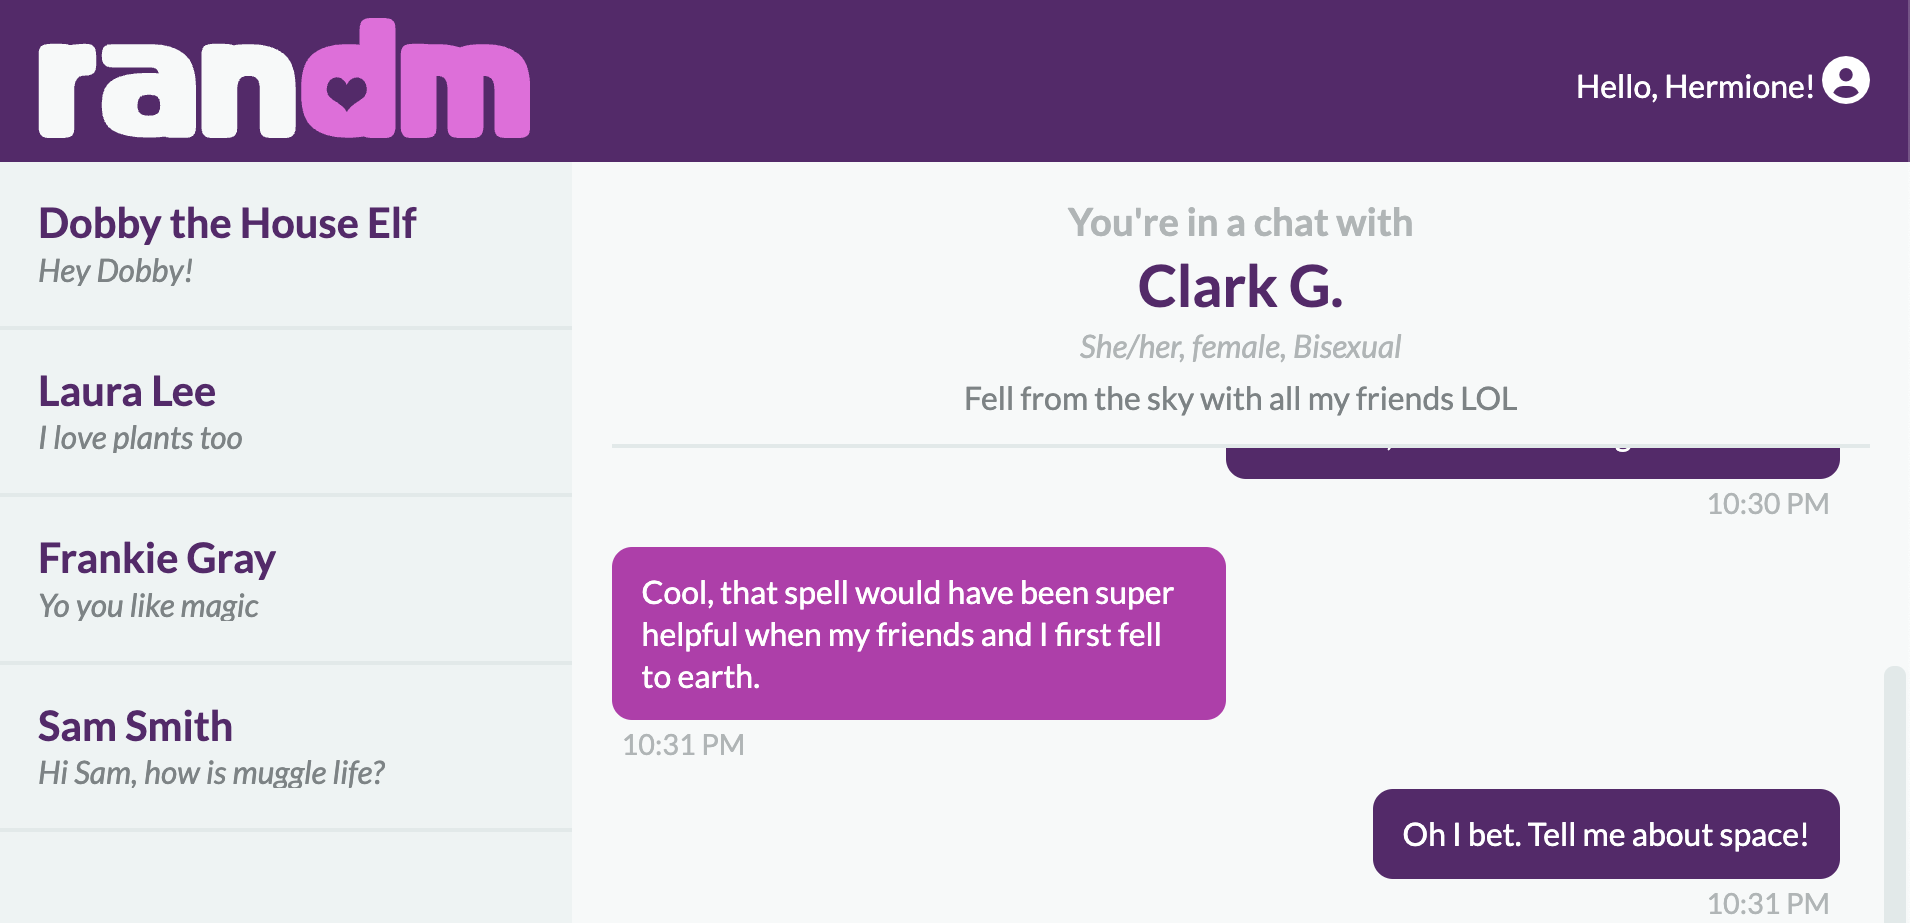 randm
Hello, Hermione!
Dobby the House Elf
Hey Dobby!
Laura Lee
I love plants too
Frankie Gray
Yo you like magic
Sam Smith
Hi Sam, how is muggle life?
You're in a chat with
Clark G.
She/her, female, Bisexual
Fell from the sky with all my friends LOL
10:30 PM
Cool, that spell would have been super
helpful when my friends and I first fell
to earth.
10:31 PM
Oh I bet. Tell me about space!
10:31 PM